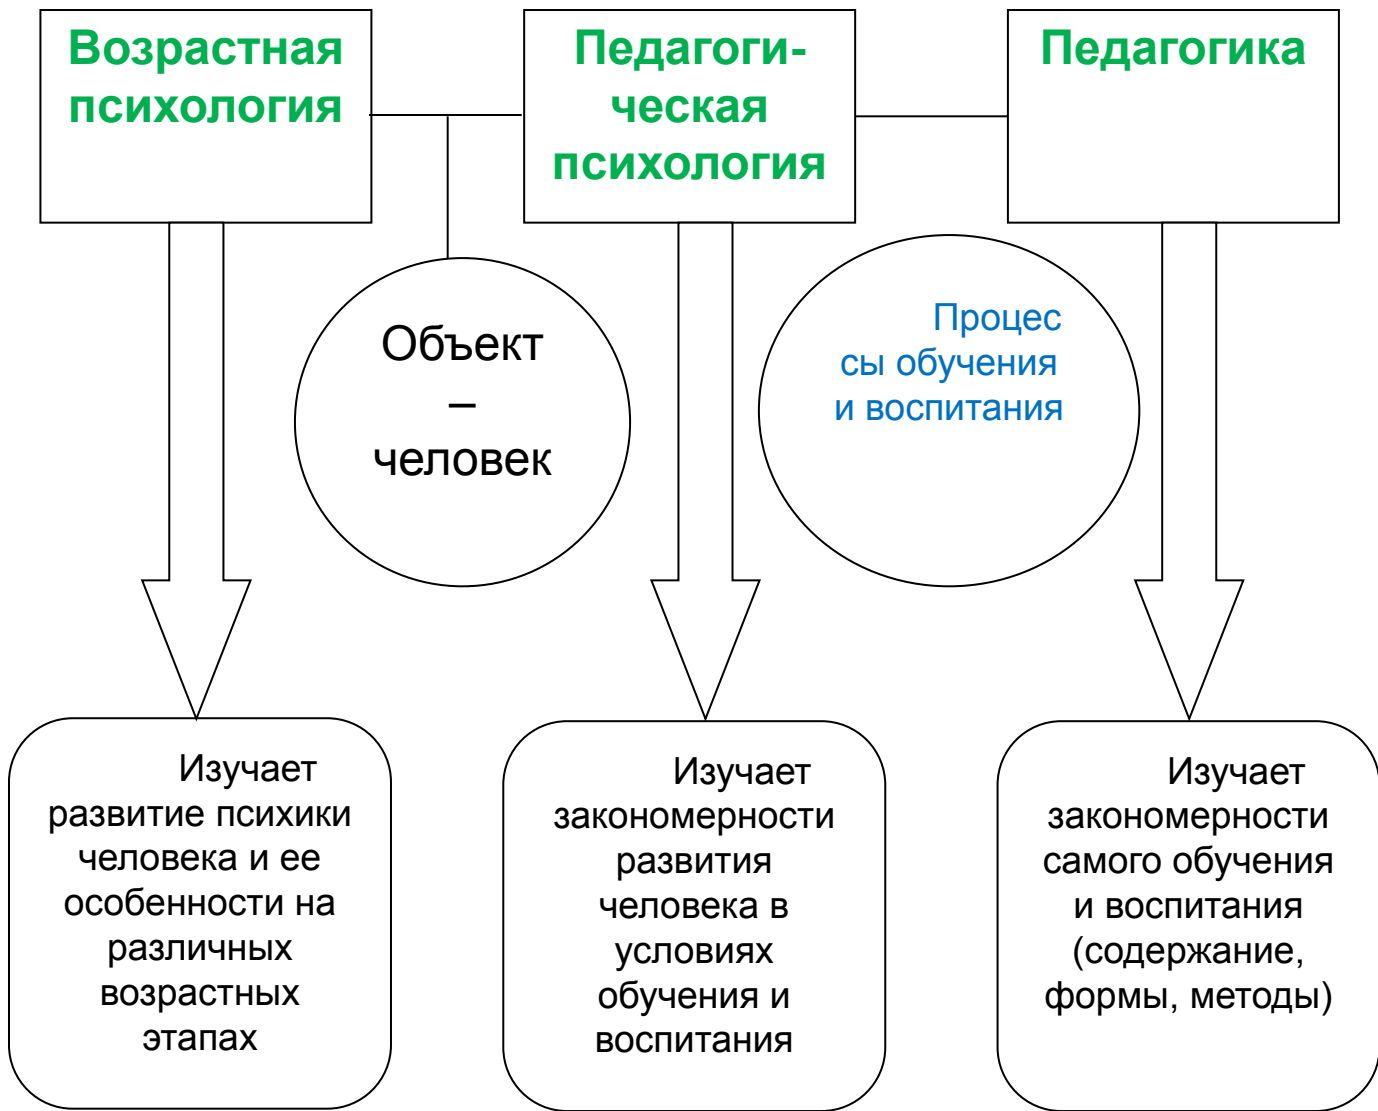 Возрастная
психология
Педагоги-
ческая
психология
Педагогика
Объект
–
человек
Процес
сы обучения
и воспитания
Изучает
развитие психики
человека и ее
особенности на
различных
возрастных
этапах
Изучает
закономерности
развития
человека в
условиях
обучения и
воспитания
Изучает
закономерности
самого обучения
и воспитания
(содержание,
формы, методы)